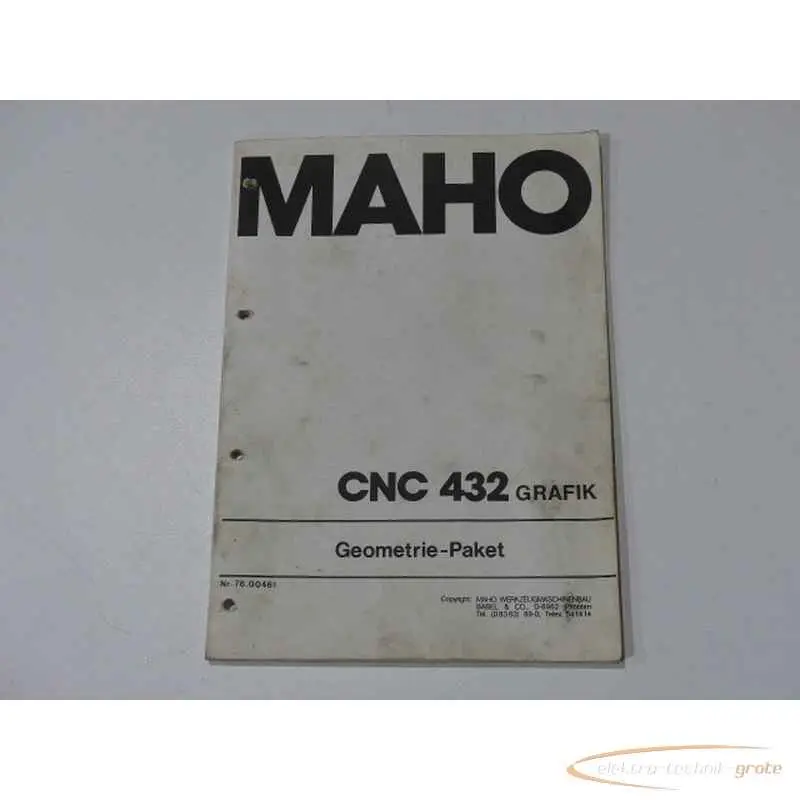 MAHO
CNC 432 GRAFIK
Geometrie-Paket
Nr. 76.00461
Copyright: MAHO WERKZEUGMASCHINENBAU
BABEL & CO., D-8962 Pfronten
Tel. (08363) 89-0, Telex 541414
elektro-technik-grote